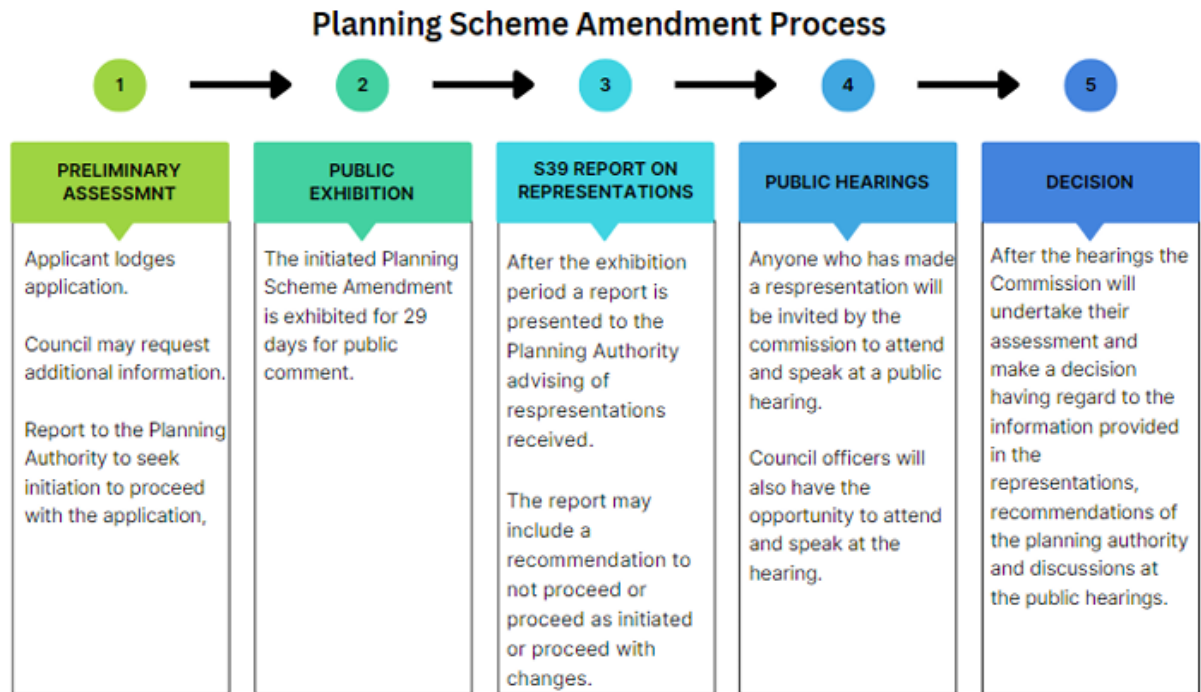 Planning Scheme Amendment Process
1
2
3
4
5
PRELIMINARY
ASSESSMNT
Applicant lodges
application.
Council may request
additional information.
Report to the Planning
Authority to seek
initiation to proceed
with the application,
PUBLIC
EXHIBITION
The initiated Planning
Scheme Amendment
is exhibited for 29
days for public
comment.
S39 REPORT ON
REPRESENTATIONS
After the exhibition
period a report is
presented to the
Planning Authority
advising of
respresentations
received.
The report may
include a
recommendation to
not proceed or
proceed as initiated
or proceed with
changes.
PUBLIC HEARINGS
Anyone who has made
a respresentation will
be invited by the
commission to attend
and speak at a public
hearing.
Council officers will
also have the
opportunity to attend
and speak at the
hearing.
DECISION
After the hearings the
Commission will
undertake their
assessment and
make a decision
having regard to the
information provided
in the
representations,
recommendations of
the planning authority
and discussions at
the public hearings.